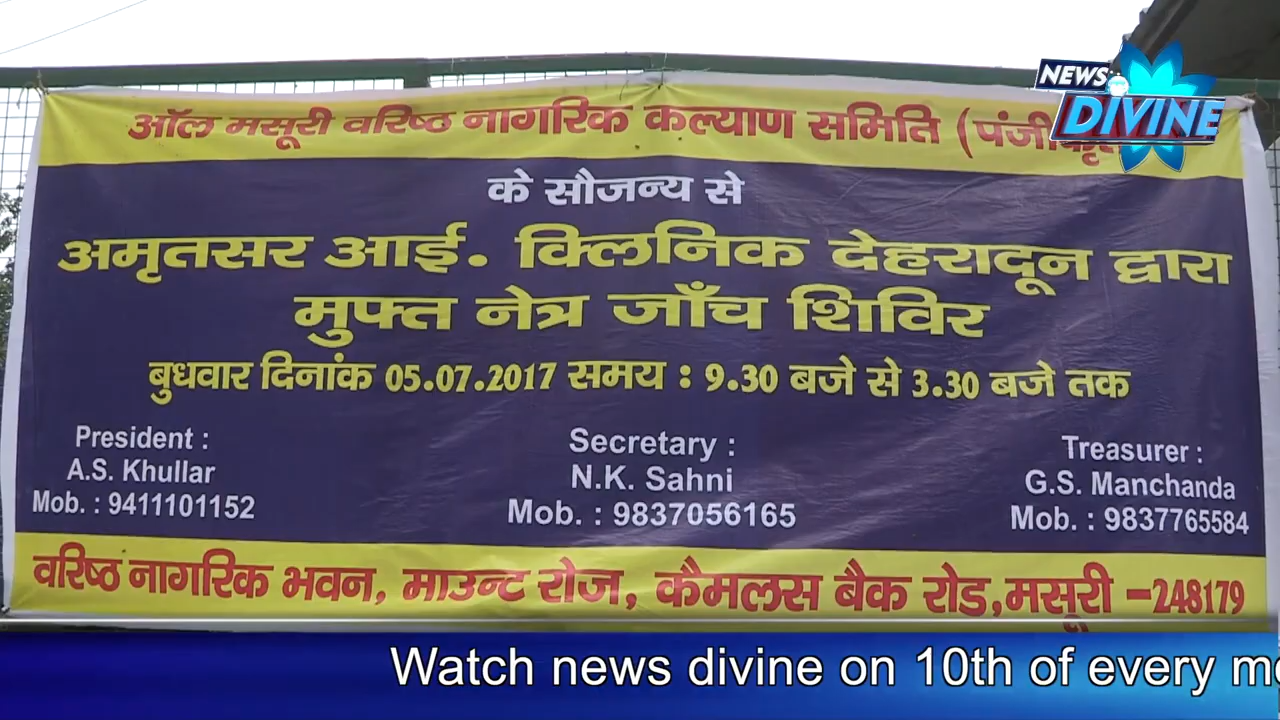 NEWS
DIVINE
ऑल मसूरी वरिष्ठ नागरिक कल्याण समिति
के सौजन्य से
अमृतसर आई. क्लिनिक देहरादून द्वारा
मुफ्त नेत्र जाँच शिविर
बुधवार दिनांक 05.07.2017 समय : 9.30 बजे से 3.30 बजे तक
President :
A.S. Khullar
Mob. : 9411101152
Secretary :
N.K. Sahni
Mob. : 9837056165
Treasurer :
G.S. Manchanda
Mob. : 9837765584
वरिष्ठ नागरिक भवन, माउन्ट रोज, कैमलस बैक रोड,मसूरी -248179
Watch news divine on 10th of every